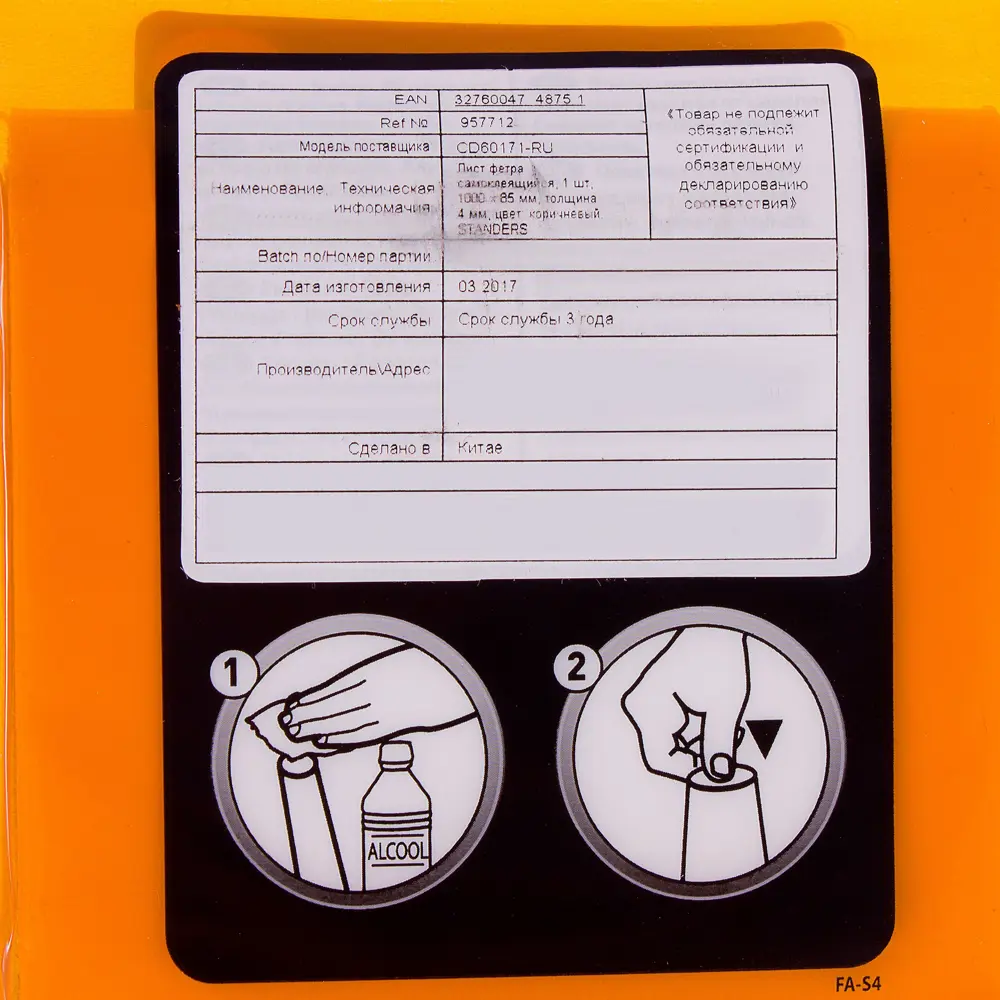 EAN 32760047 4875 1
Ref № 957712
Модель поставщика CD60171-RU
Наименование, Техническая информачия
Лист фетра
самоклеящийся, 1 шт,
1000 x 85 мм, толщина
4 мм, цвет: коричневый.
STANDERS
«Товар не подпежит
обязательной
сертификации и
обязательному
декларированию
соответствия»
Batch no/Номер партии
Дата изготовления 03 2017
Срок службы Срок службы 3 года
Производитель\Адрес
Сделано в Китае
1
2
ALCOOL
FA-S4